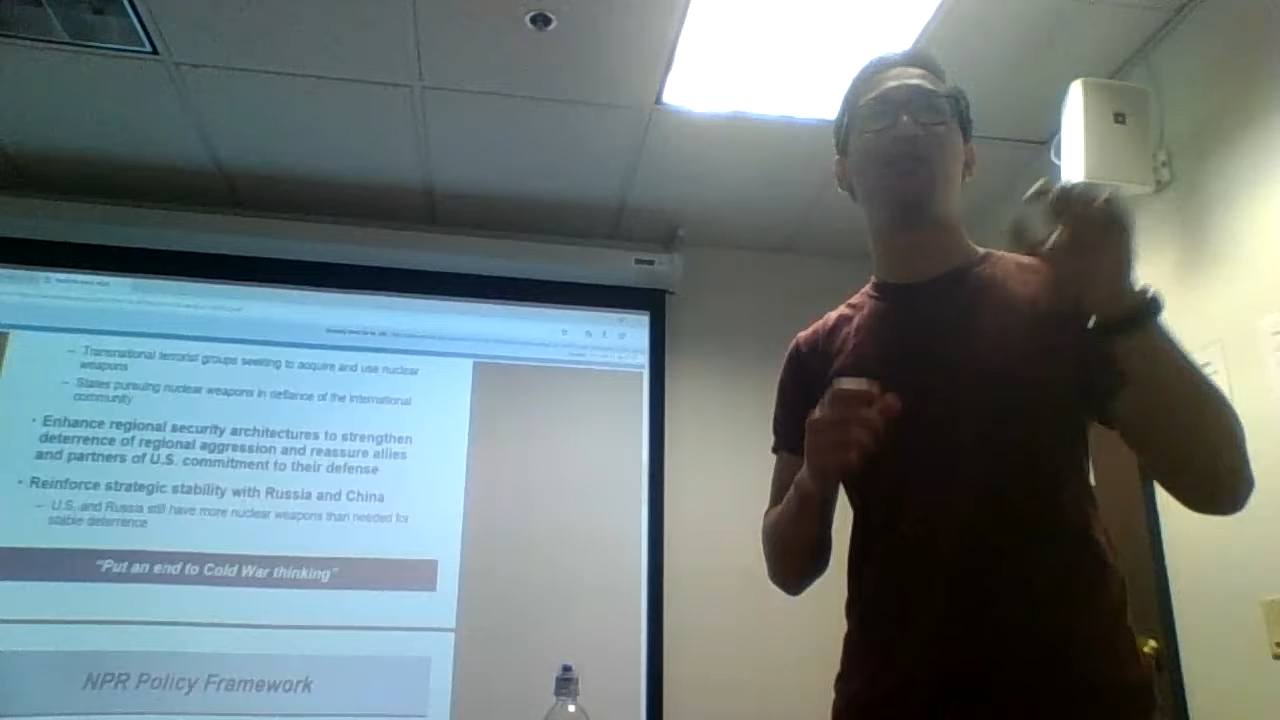 – Transnational terrorist groups seeking to acquire and use nuclear
weapons
– States pursuing nuclear weapons in defiance of the international
community
• Enhance regional security architectures to strengthen
deterrence of regional aggression and reassure allies
and partners of U.S. commitment to their defense
• Reinforce strategic stability with Russia and China
– U.S. and Russia still have more nuclear weapons than needed for
stable deterrence
"Put an end to Cold War thinking"
NPR Policy Framework